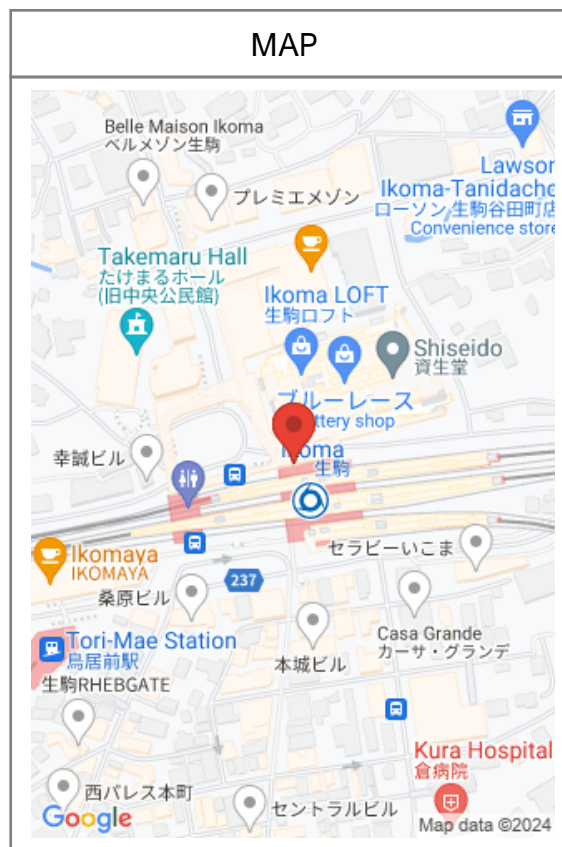 MAP
Belle Maison Ikoma
ベルメゾン生駒
プレミエメゾン
Lawson
Ikoma-Tanidacho
ローソン 生駒谷田町店
Convenience store
Takemaru Hall
たけまるホール
(旧中央公民館)
Ikoma LOFT
生駒ロフト
Shiseido
資生堂
ブルーレース
ttery shop
Ikoma
生駒
幸誠ビル
セラビーいこま
Ikomaya
IKOMAYA
237
桑原ビル
Casa Grande
カーサ・グランデ
Tori-Mae Station
鳥居前駅
本城ビル
生駒RHEBGATE
Kura Hospital
倉病院
西パレス本町
セントラルビル
Google
Map data ©2024